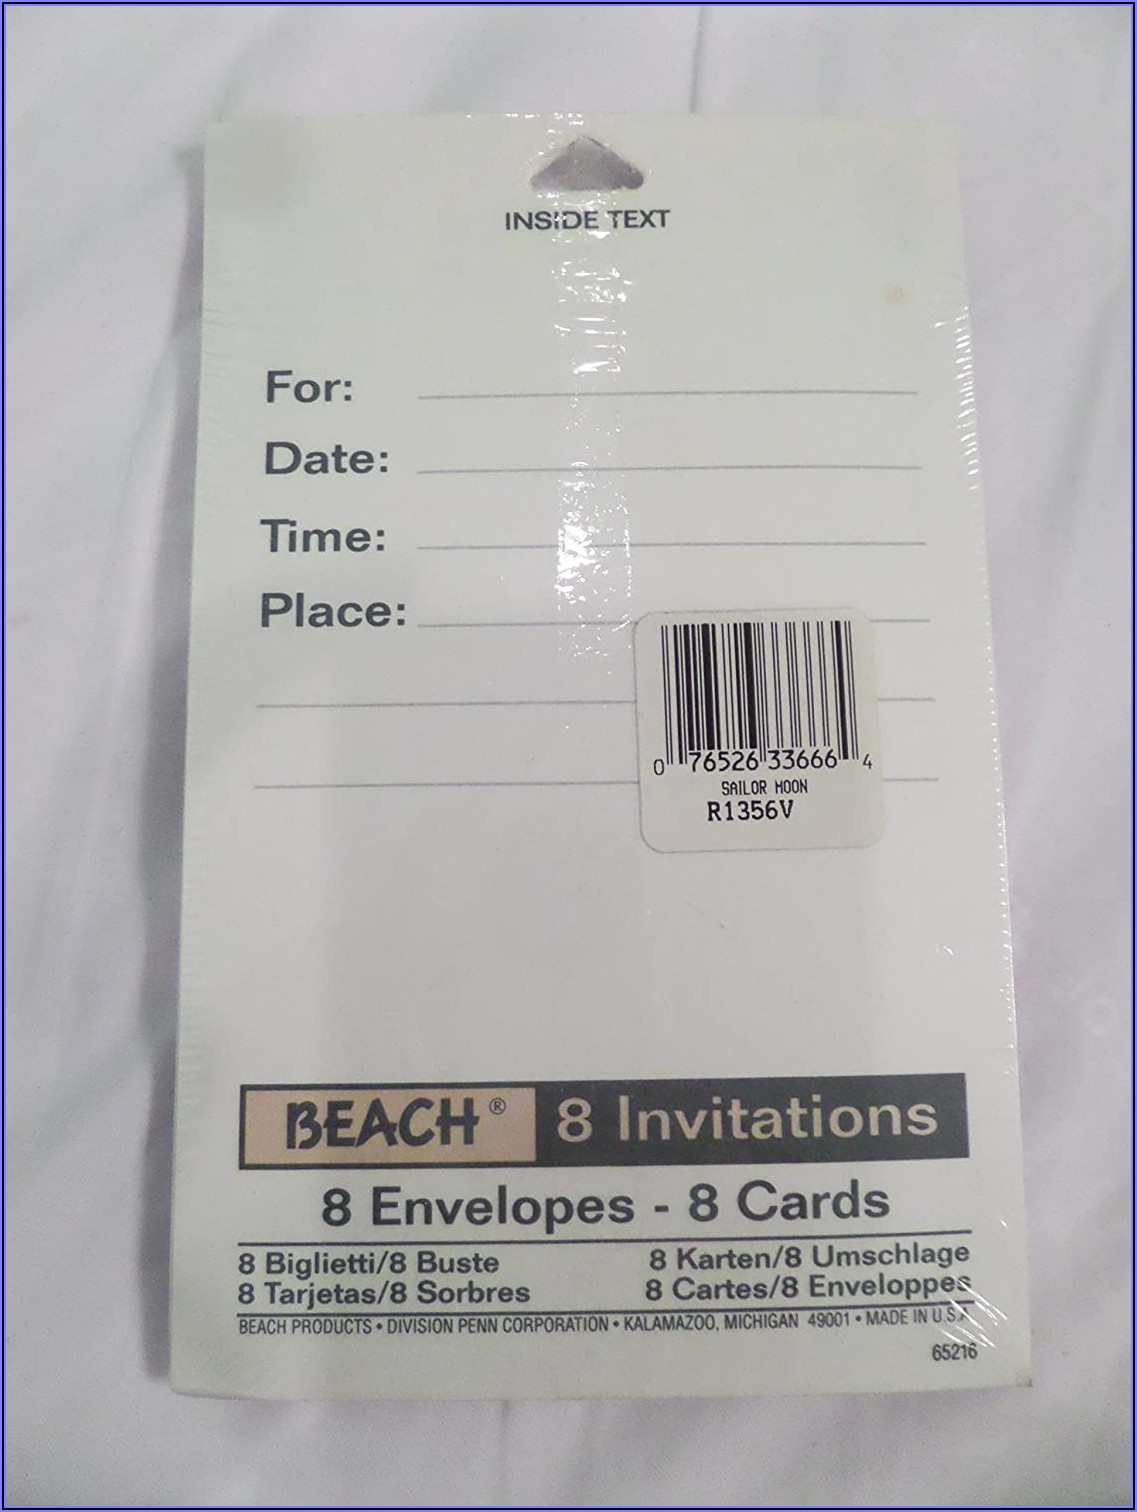 INSIDE TEXT
For:
Date:
Time:
Place:
0 76526 33666 4
SAILOR MOON
R1356V
BEACH® 8 Invitations
8 Envelopes - 8 Cards
8 Biglietti/8 Buste 8 Karten/8 Umschlage
8 Tarjetas/8 Sorbres 8 Cartes/8 Enveloppes
BEACH PRODUCTS • DIVISION PENN CORPORATION • KALAMAZOO, MICHIGAN 49001 • MADE IN U.S.A
65216